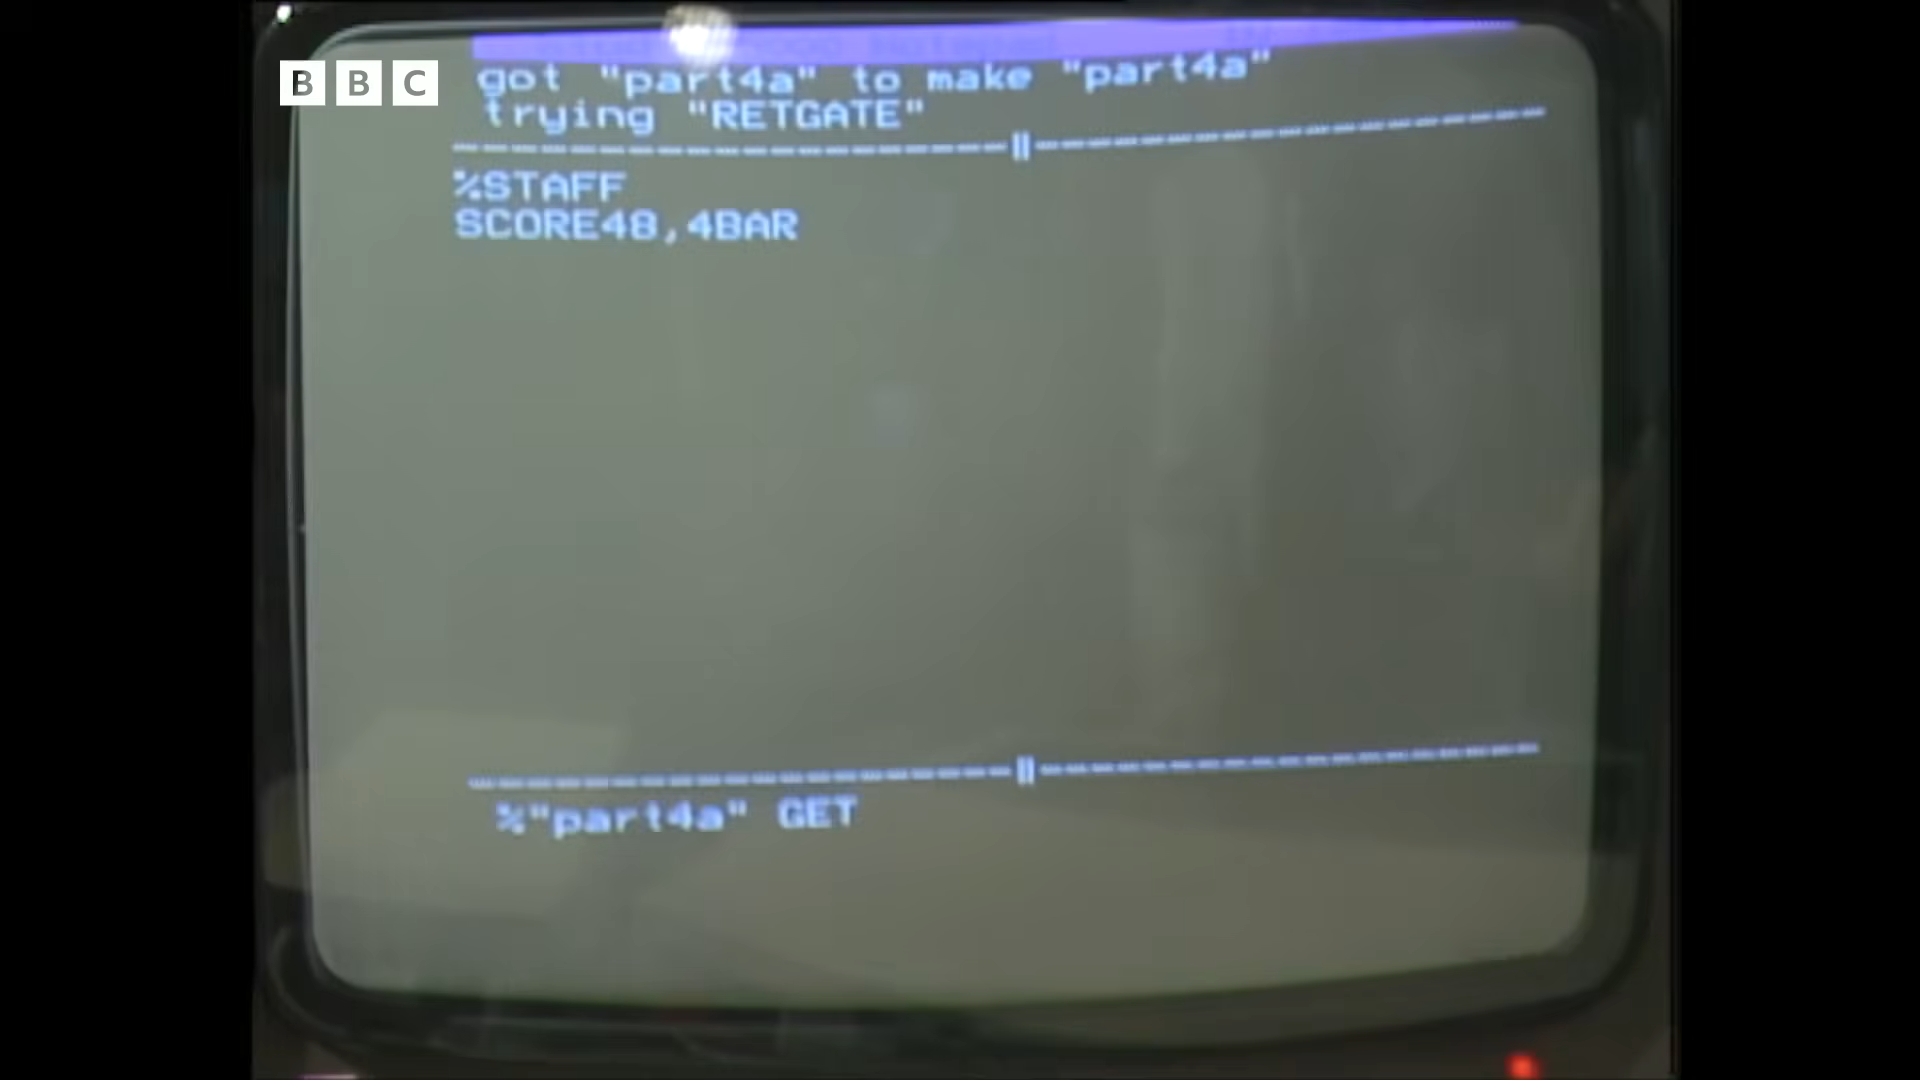 BBC
got "part4a" to make "part4a"
trying "RETGATE"
%STAFF
SCORE48,4BAR
%"part4a" GET